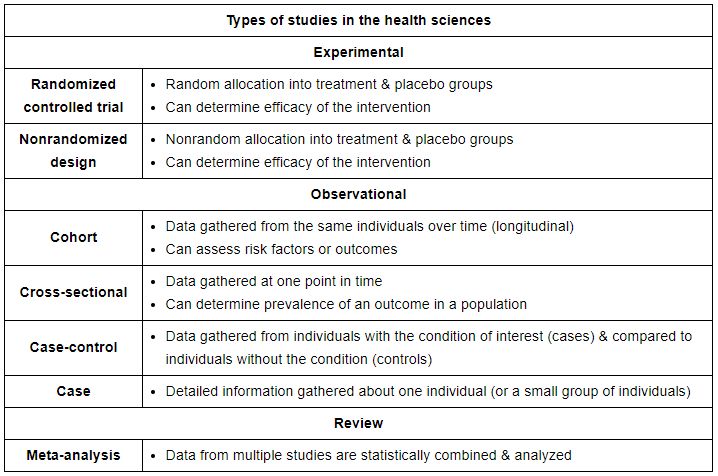 Types of studies in the health sciences
Experimental
Randomized
controlled trial
• Random allocation into treatment & placebo groups
• Can determine efficacy of the intervention
Nonrandomized
design
• Nonrandom allocation into treatment & placebo groups
• Can determine efficacy of the intervention
Observational
Cohort
• Data gathered from the same individuals over time (longitudinal)
• Can assess risk factors or outcomes
Cross-sectional
• Data gathered at one point in time
• Can determine prevalence of an outcome in a population
Case-control
• Data gathered from individuals with the condition of interest (cases) & compared to
individuals without the condition (controls)
Case
• Detailed information gathered about one individual (or a small group of individuals)
Review
Meta-analysis
• Data from multiple studies are statistically combined & analyzed